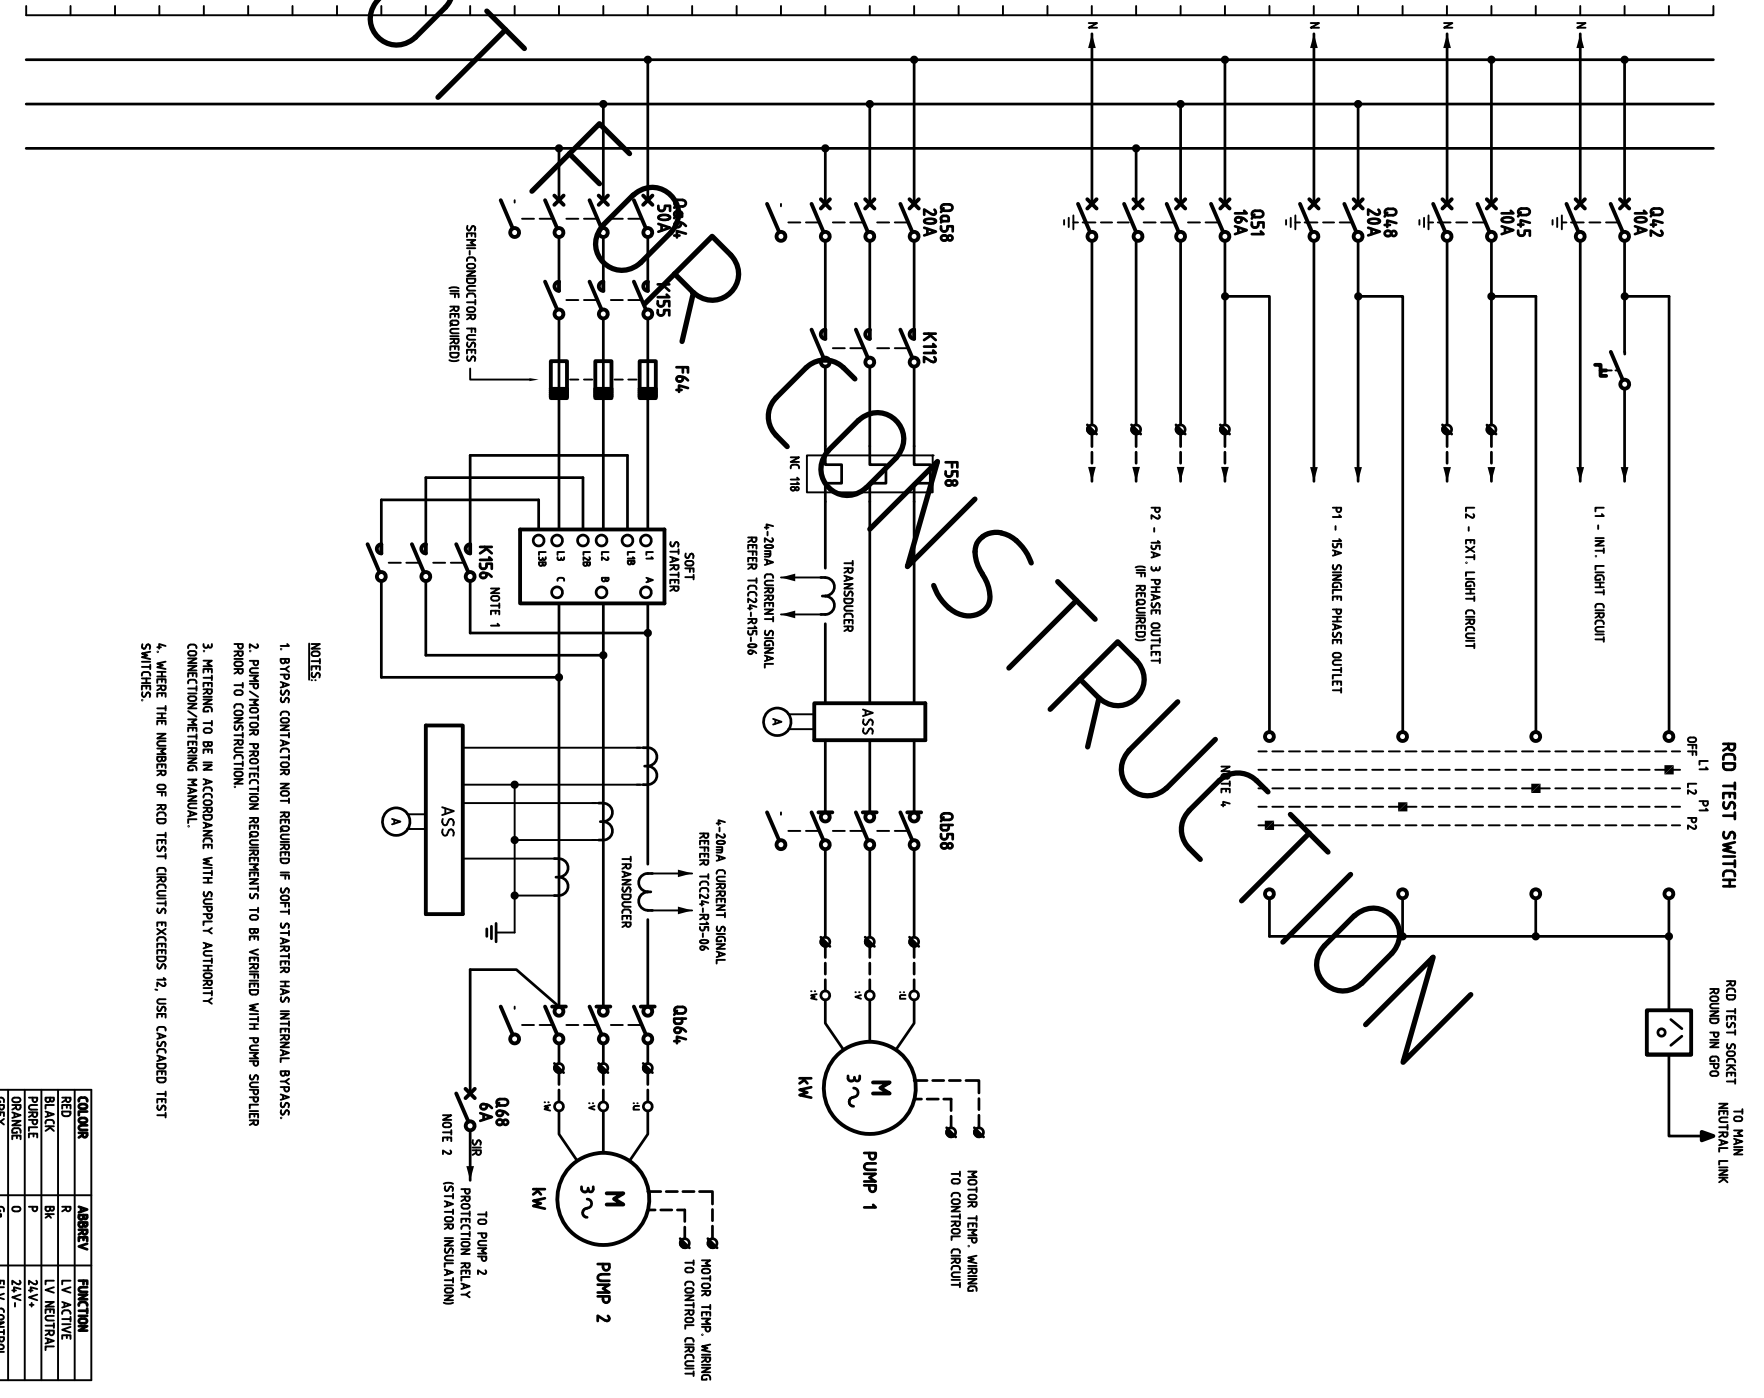 RCD TEST SWITCH
OFF
L1
L2
P1
P2
NOTE 4
RCD TEST SOCKET
ROUND PIN GPO
TO MAIN
NEUTRAL LINK
N
N
N
N
Q42
10A
L1 - INT. LIGHT CIRCUIT
Q45
10A
L2 - EXT. LIGHT CIRCUIT
Q48
20A
P1 - 15A SINGLE PHASE OUTLET
Q51
16A
P2 - 15A 3 PHASE OUTLET
(IF REQUIRED)
Qa58
20A
K112
F58
NC 118
TRANSDUCER
4-20mA CURRENT SIGNAL
REFER TCC24-R15-06
ASS
A
Qb58
:U
:V
:W
M
3~
kW
PUMP 1
MOTOR TEMP. WIRING
TO CONTROL CIRCUIT
Qa64
50A
K155
F64
SEMI-CONDUCTOR FUSES
(IF REQUIRED)
SOFT
STARTER
L1
L1B
L2
L2B
L3
L3B
A
B
C
K156
NOTE 1
ASS
A
TRANSDUCER
4-20mA CURRENT SIGNAL
REFER TCC24-R15-06
Qb64
:U
:V
:W
M
3~
kW
PUMP 2
MOTOR TEMP. WIRING
TO CONTROL CIRCUIT
Q68
6A
SIR
NOTE 2
TO PUMP 2
PROTECTION RELAY
(STATOR INSULATION)
NOTES:
1. BYPASS CONTACTOR NOT REQUIRED IF SOFT STARTER HAS INTERNAL BYPASS.
2. PUMP/MOTOR PROTECTION REQUIREMENTS TO BE VERIFIED WITH PUMP SUPPLIER
PRIOR TO CONSTRUCTION.
3. METERING TO BE IN ACCORDANCE WITH SUPPLY AUTHORITY
CONNECTION/METERING MANUAL.
4. WHERE THE NUMBER OF RCD TEST CIRCUITS EXCEEDS 12, USE CASCADED TEST
SWITCHES.
COLOUR ABBREV FUNCTION
RED R LV ACTIVE
BLACK Bk LV NEUTRAL
PURPLE P 24V+
ORANGE O 24V-
GREY Gr ELV CONTROL
ST FOR CONSTRUCTION